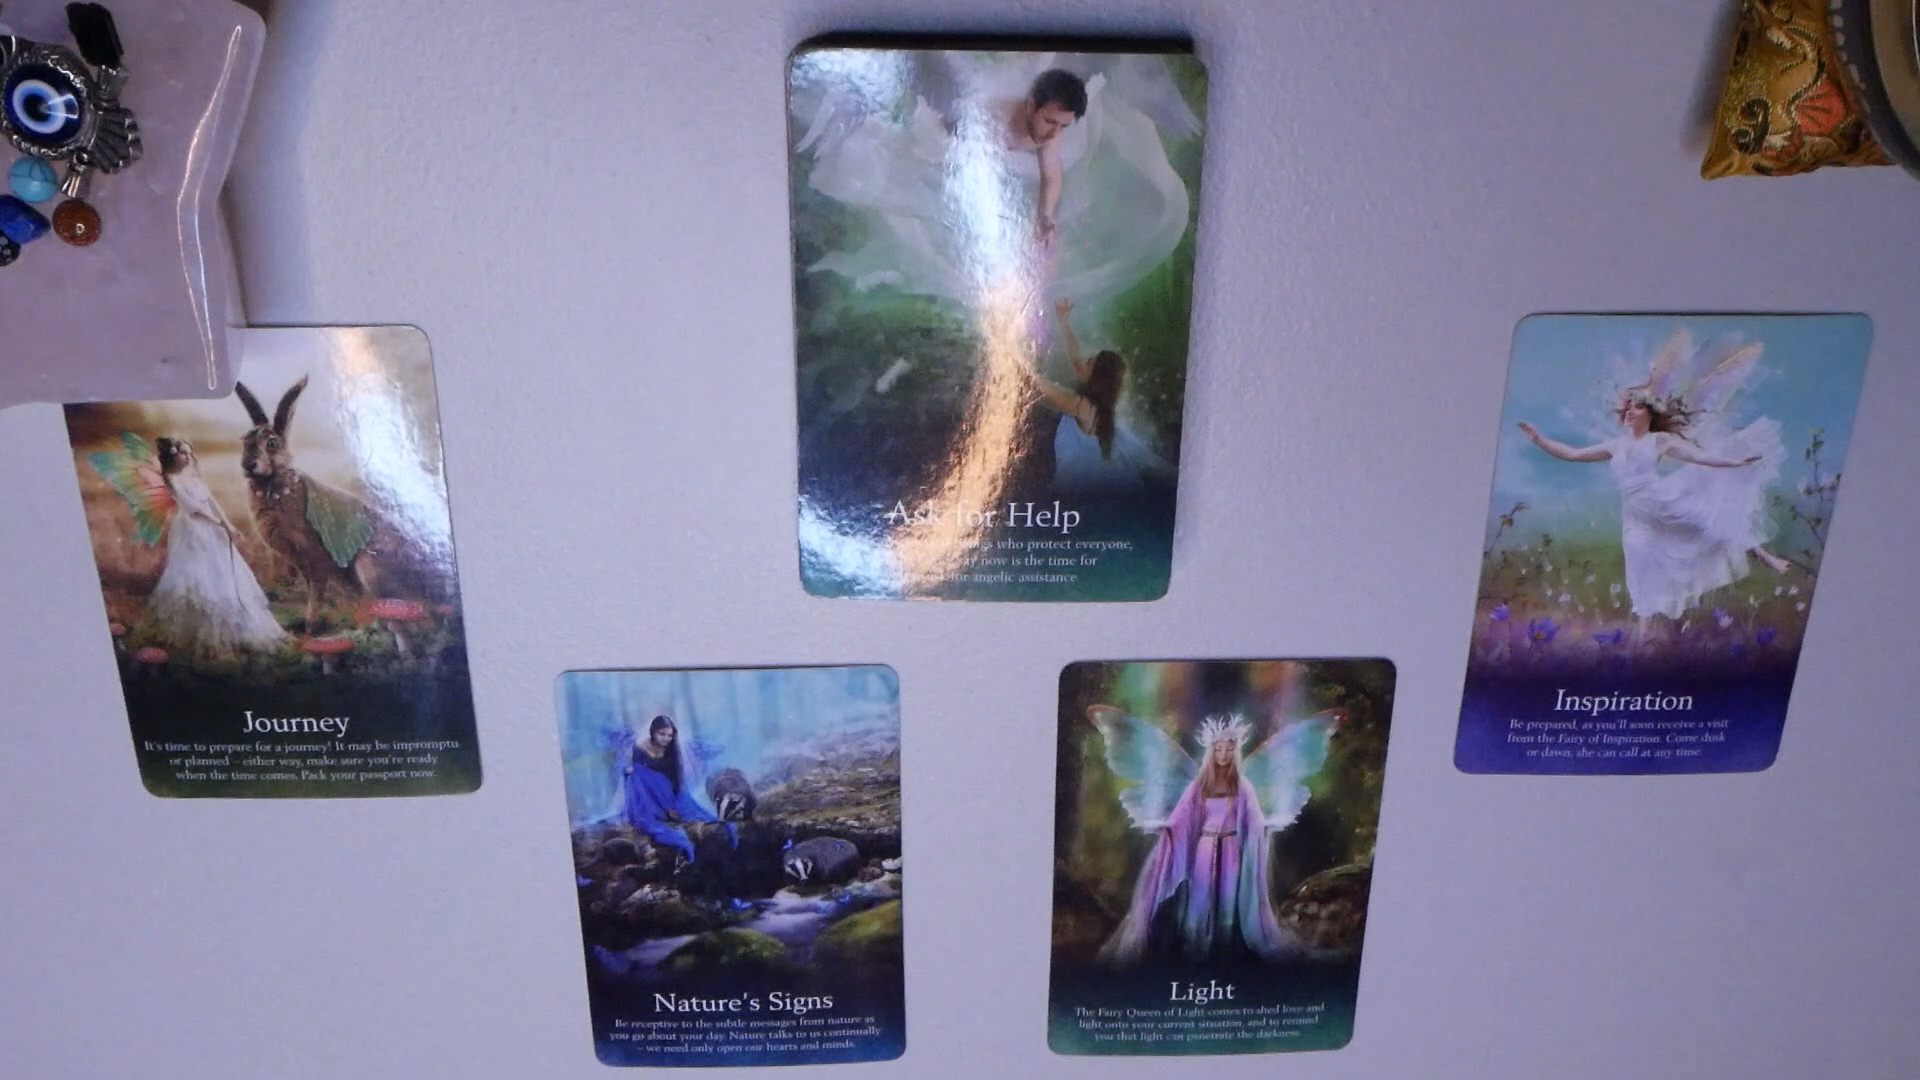 Ask for Help
who protect everyone,
now is the time for
for angelic assistance.
Journey
It's time to prepare for a journey! It may be impromptu
or planned – either way, make sure you're ready
when the time comes. Pack your passport now.
Inspiration
Be prepared, as you'll soon receive a visit
from the Fairy of Inspiration. Come dusk
or dawn, she can call at any time.
Nature's Signs
Be receptive to the subtle messages from nature as
you go about your day. Nature talks to us continually
– we need only open our hearts and minds.
Light
The Fairy Queen of Light comes to shed love and
light onto your current situation, and to remind
you that light can penetrate the darkness.